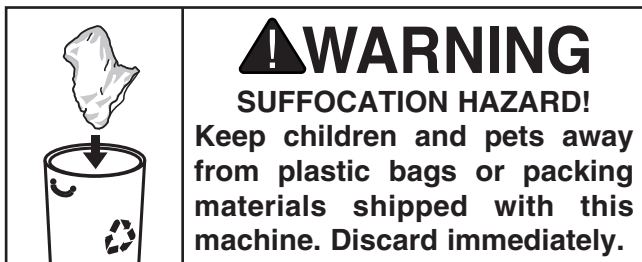 WARNING
SUFFOCATION HAZARD!
Keep children and pets away
from plastic bags or packing
materials shipped with this
machine. Discard immediately.